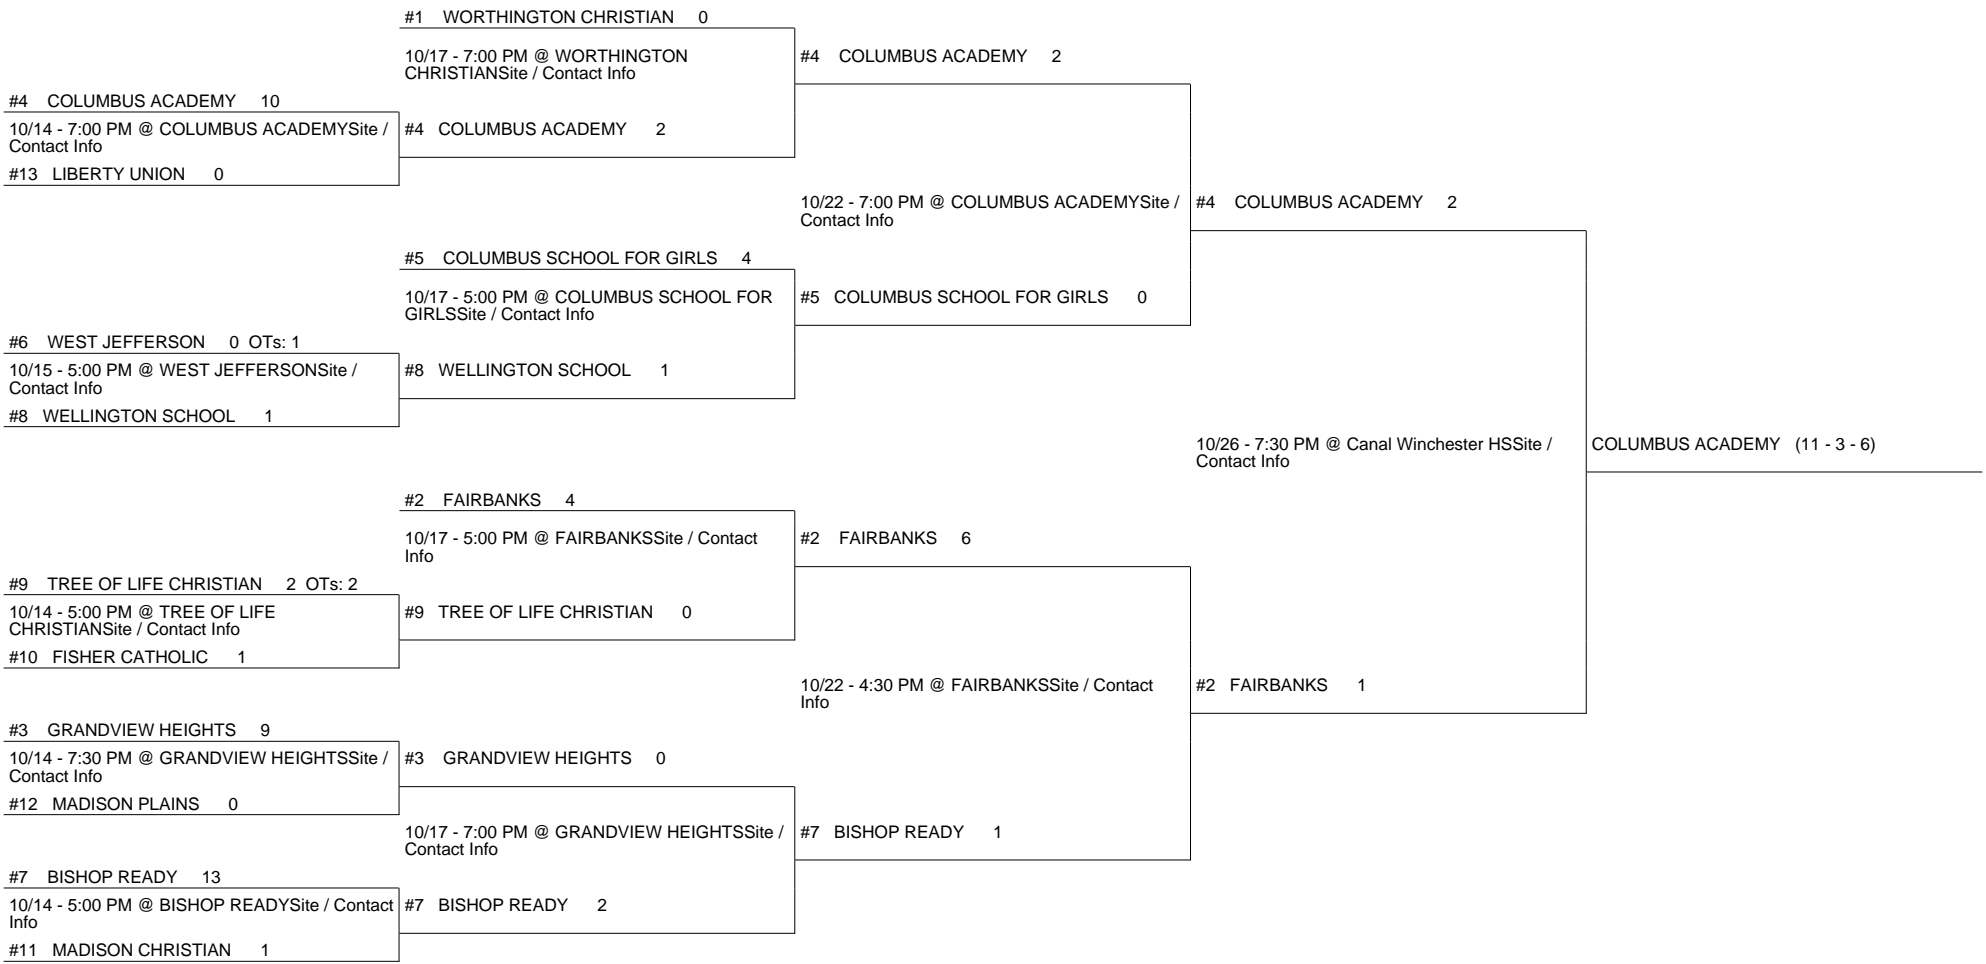 #1 WORTHINGTON CHRISTIAN 0
10/17 - 7:00 PM @ WORTHINGTON
CHRISTIANSite / Contact Info
#4 COLUMBUS ACADEMY 2
#4 COLUMBUS ACADEMY 10
10/14 - 7:00 PM @ COLUMBUS ACADEMYSite /
Contact Info
#4 COLUMBUS ACADEMY 2
#13 LIBERTY UNION 0
10/22 - 7:00 PM @ COLUMBUS ACADEMYSite /
Contact Info
#4 COLUMBUS ACADEMY 2
#5 COLUMBUS SCHOOL FOR GIRLS 4
10/17 - 5:00 PM @ COLUMBUS SCHOOL FOR
GIRLSSite / Contact Info
#5 COLUMBUS SCHOOL FOR GIRLS 0
#6 WEST JEFFERSON 0 OTs: 1
10/15 - 5:00 PM @ WEST JEFFERSONSite /
Contact Info
#8 WELLINGTON SCHOOL 1
#8 WELLINGTON SCHOOL 1
10/26 - 7:30 PM @ Canal Winchester HSSite /
Contact Info
COLUMBUS ACADEMY (11 - 3 - 6)
#2 FAIRBANKS 4
10/17 - 5:00 PM @ FAIRBANKSSite / Contact
Info
#2 FAIRBANKS 6
#9 TREE OF LIFE CHRISTIAN 2 OTs: 2
10/14 - 5:00 PM @ TREE OF LIFE
CHRISTIANSite / Contact Info
#9 TREE OF LIFE CHRISTIAN 0
#10 FISHER CATHOLIC 1
10/22 - 4:30 PM @ FAIRBANKSSite / Contact
Info
#2 FAIRBANKS 1
#3 GRANDVIEW HEIGHTS 9
10/14 - 7:30 PM @ GRANDVIEW HEIGHTSSite /
Contact Info
#3 GRANDVIEW HEIGHTS 0
#12 MADISON PLAINS 0
10/17 - 7:00 PM @ GRANDVIEW HEIGHTSSite /
Contact Info
#7 BISHOP READY 1
#7 BISHOP READY 13
10/14 - 5:00 PM @ BISHOP READYSite / Contact
Info
#7 BISHOP READY 2
#11 MADISON CHRISTIAN 1